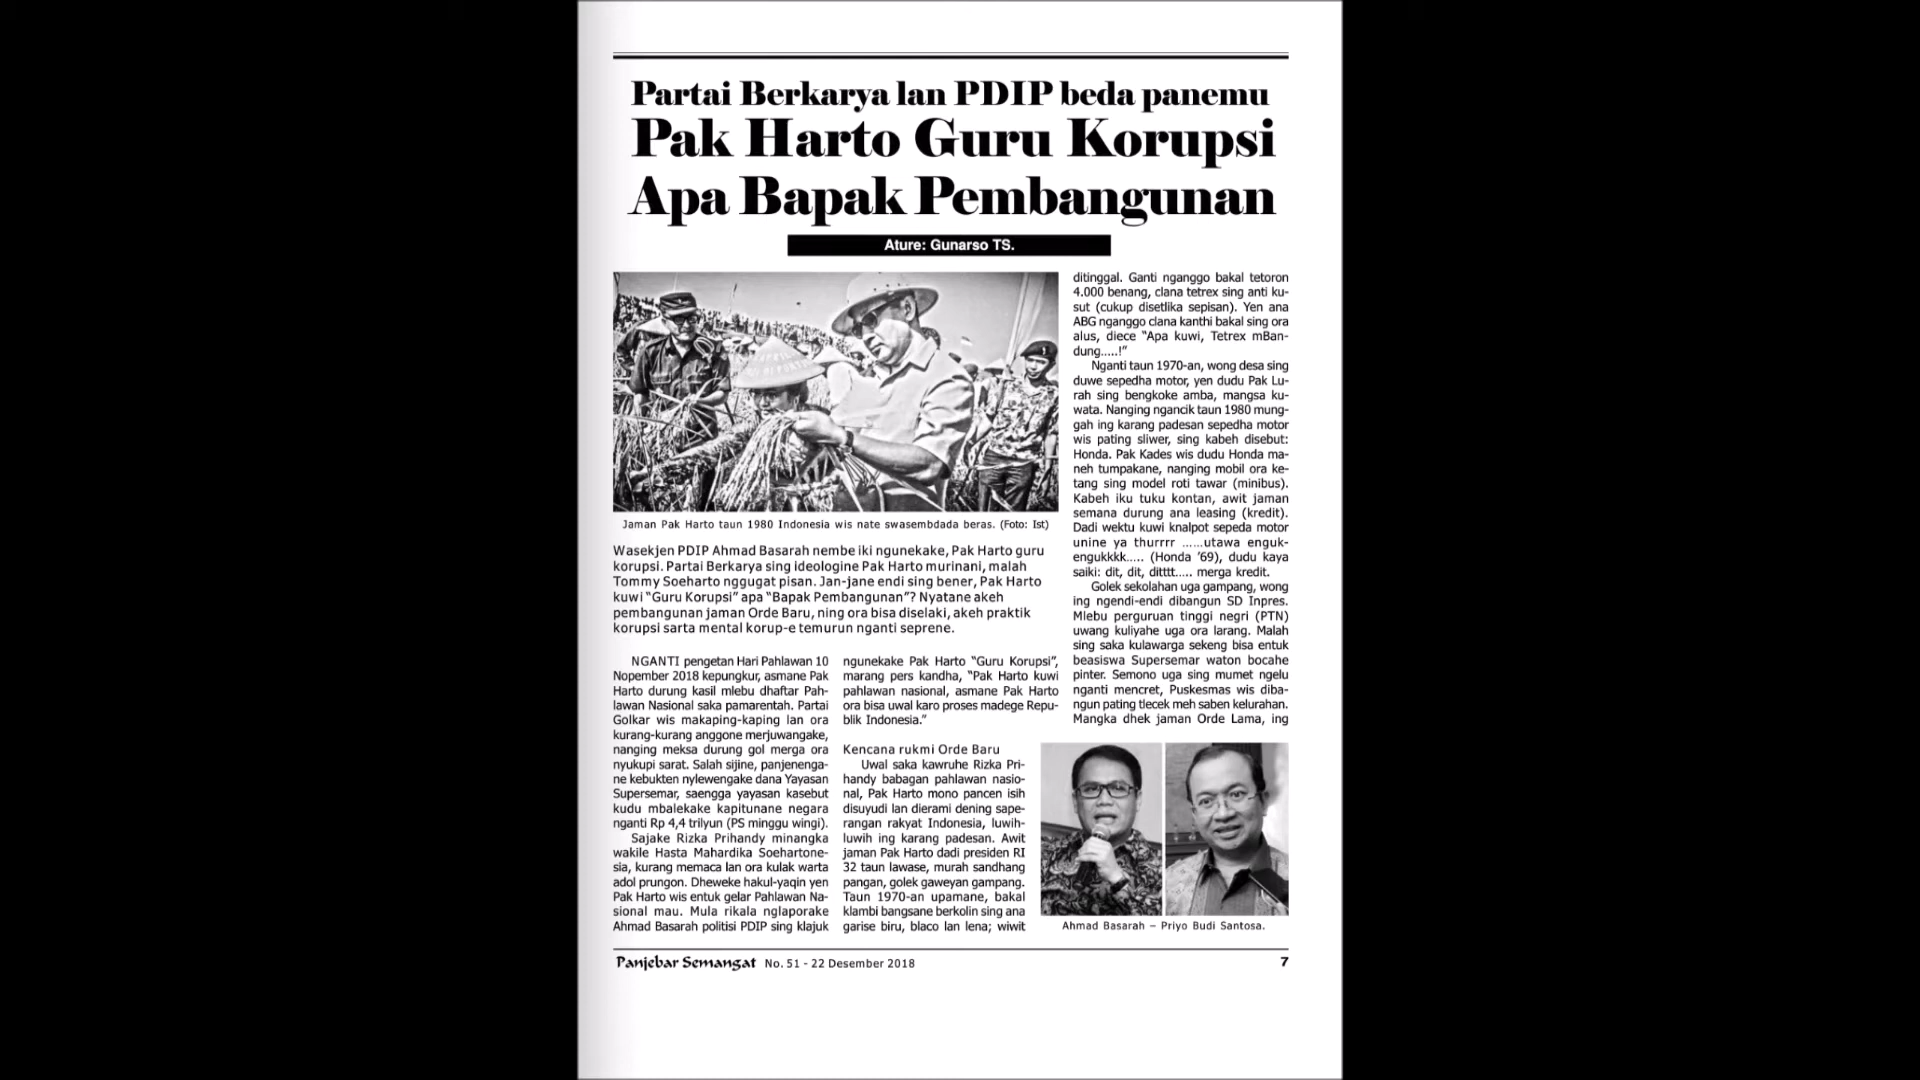 Partai Berkarya lan PDIP beda panemu
Pak Harto Guru Korupsi
Apa Bapak Pembangunan
Ature: Gunarso TS.
Jaman Pak Harto taun 1980 Indonesia wis nate swasembdada beras. (Foto: Ist)
Wasekjen PDIP Ahmad Basarah nembe iki ngunekake, Pak Harto guru
korupsi. Partai Berkarya sing ideologine Pak Harto murinani, malah
Tommy Soeharto nggugat pisan. Jan-jane endi sing bener, Pak Harto
kuwi “Guru Korupsi” apa “Bapak Pembangunan”? Nyatane akeh
pembangunan jaman Orde Baru, ning ora bisa diselaki, akeh praktik
korupsi sarta mental korup-e temurun nganti seprene.
NGANTI pengetan Hari Pahlawan 10
Nopember 2018 kepungkur, asmane Pak
Harto durung kasil mlebu dhaftar Pah-
lawan Nasional saka pamarentah. Partai
Golkar wis makaping-kaping lan ora
kurang-kurang anggone merjuwangake,
nanging meksa durung gol merga ora
nyukupi sarat. Salah sijine, panjenenga-
ne kebukten nylewengake dana Yayasan
Supersemar, saengga yayasan kasebut
kudu mbalekake kapitunane negara
nganti Rp 4,4 trilyun (PS minggu wingi).
Sajake Rizka Prihandy minangka
wakile Hasta Mahardika Soehartone-
sia, kurang memaca lan ora kulak warta
adol prungon. Dheweke hakul-yaqin yen
Pak Harto wis entuk gelar Pahlawan Na-
sional mau. Mula rikala nglaporake
Ahmad Basarah politisi PDIP sing klajuk
ngunekake Pak Harto “Guru Korupsi”,
marang pers kandha, “Pak Harto kuwi
pahlawan nasional, asmane Pak Harto
ora bisa uwal karo proses madege Repu-
blik Indonesia.”
Kencana rukmi Orde Baru
Uwal saka kawruhe Rizka Pri-
handy babagan pahlawan nasio-
nal, Pak Harto mono pancen isih
disuyudi lan dierami dening sape-
rangan rakyat Indonesia, luwih-
luwih ing karang padesan. Awit
jaman Pak Harto dadi presiden RI
32 taun lawase, murah sandhang
pangan, golek gaweyan gampang.
Taun 1970-an upamane, bakal
klambi bangsane berkolin sing ana
garise biru, blaco lan lena; wiwit
ditinggal. Ganti nganggo bakal tetoron
4.000 benang, clana tetrex sing anti ku-
sut (cukup disetlika sepisan). Yen ana
ABG nganggo clana kanthi bakal sing ora
alus, diece “Apa kuwi, Tetrex mBan-
dung.....!”
Nganti taun 1970-an, wong desa sing
duwe sepedha motor, yen dudu Pak Lu-
rah sing bengkoke amba, mangsa ku-
wata. Nanging ngancik taun 1980 mung-
gah ing karang padesan sepedha motor
wis pating sliwer, sing kabeh disebut:
Honda. Pak Kades wis dudu Honda ma-
neh tumpakane, nanging mobil ora ke-
tang sing model roti tawar (minibus).
Kabeh iku tuku kontan, awit jaman
semana durung ana leasing (kredit).
Dadi wektu kuwi knalpot sepeda motor
unine ya thurrrr ......utawa enguk-
engukkkk..... (Honda ’69), dudu kaya
saiki: dit, dit, ditttt..... merga kredit.
Golek sekolahan uga gampang, wong
ing ngendi-endi dibangun SD Inpres.
Mlebu perguruan tinggi negri (PTN)
uwang kuliyahe uga ora larang. Malah
sing saka kulawarga sekeng bisa entuk
beasiswa Supersemar waton bocahe
pinter. Semono uga sing mumet ngelu
nganti mencret, Puskesmas wis diba-
ngun pating tlecek meh saben kelurahan.
Mangka dhek jaman Orde Lama, ing
Ahmad Basarah – Priyo Budi Santosa.
Panjebar Semangat No. 51 - 22 Desember 2018
7